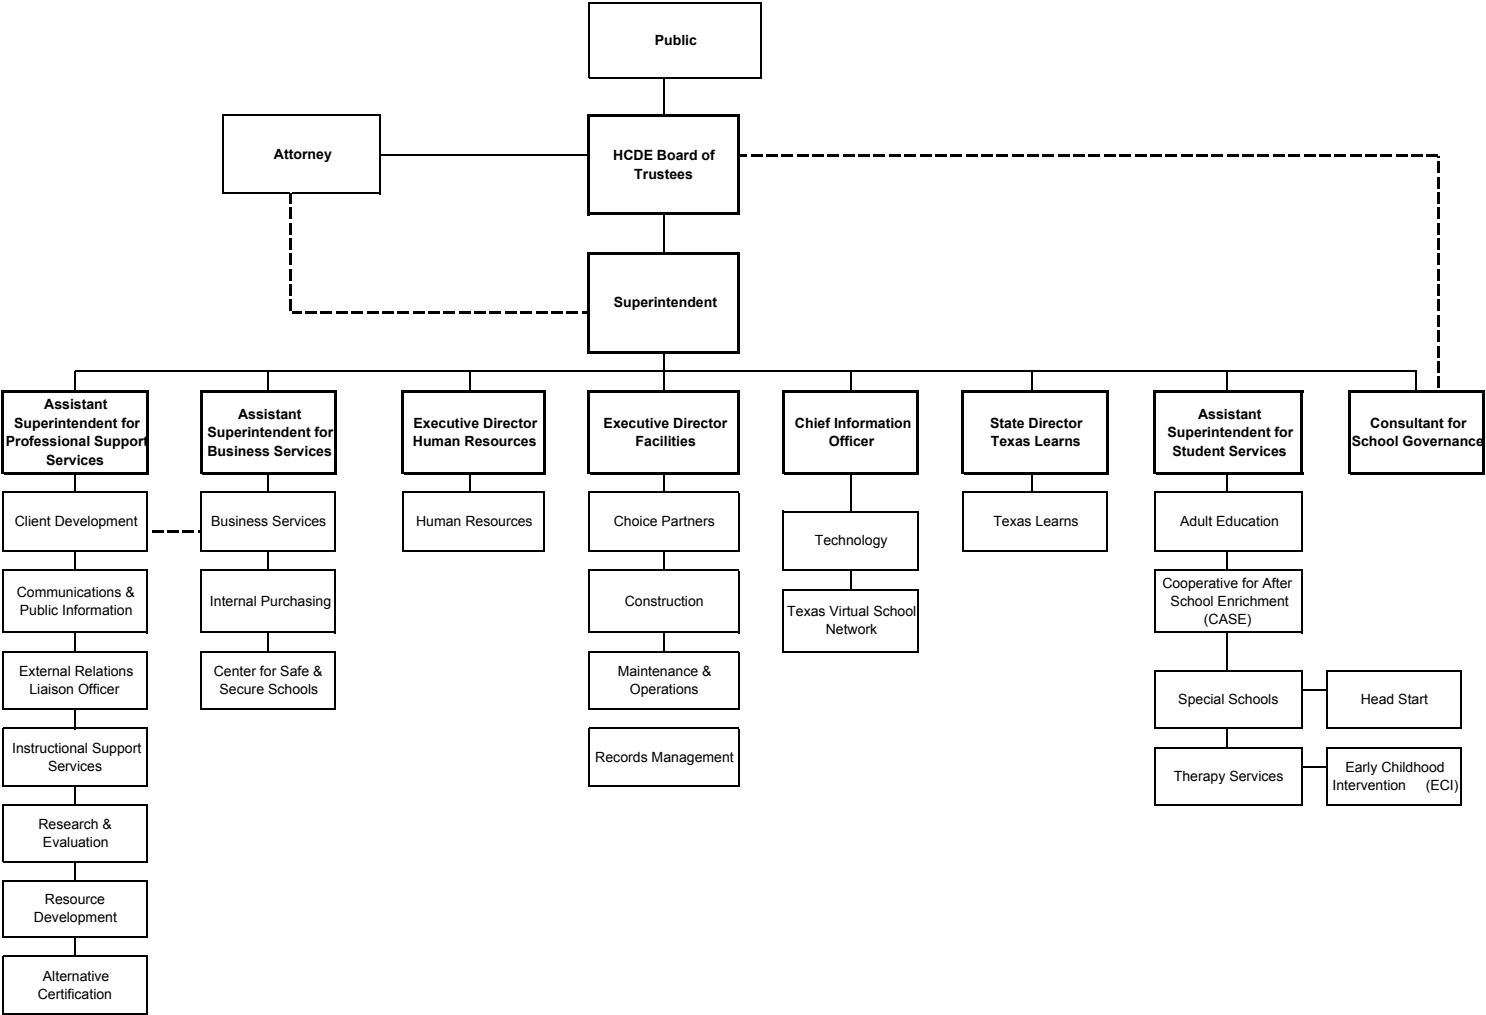 Public
Attorney
HCDE Board of
Trustees
Superintendent
Assistant
Superintendent for
Professional Support
Services
Assistant
Superintendent for
Business Services
Executive Director
Human Resources
Executive Director
Facilities
Chief Information
Officer
State Director
Texas Learns
Assistant
Superintendent for
Student Services
Consultant for
School Governance
Client Development
Business Services
Human Resources
Choice Partners
Technology
Texas Learns
Adult Education
Communications &
Public Information
Internal Purchasing
Construction
Texas Virtual School
Network
Cooperative for After
School Enrichment
(CASE)
External Relations
Liaison Officer
Center for Safe &
Secure Schools
Maintenance &
Operations
Special Schools
Head Start
Instructional Support
Services
Records Management
Therapy Services
Early Childhood
Intervention (ECI)
Research &
Evaluation
Resource
Development
Alternative
Certification